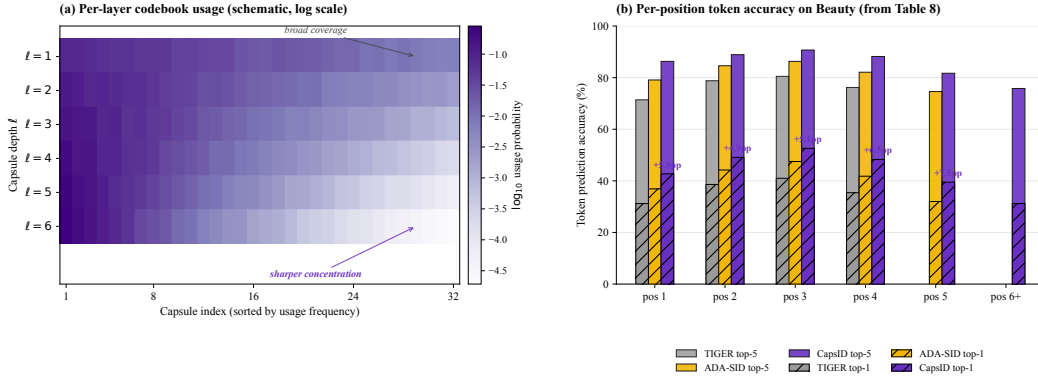 (a) Per-layer codebook usage (schematic, log scale)
broad coverage
ℓ = 1
ℓ = 2
ℓ = 3
ℓ = 4
ℓ = 5
ℓ = 6
Capsule depth ℓ
sharper concentration
1 8 16 24 32
Capsule index (sorted by usage frequency)
−1.0
−1.5
−2.0
−2.5
−3.0
−3.5
−4.0
−4.5
log10 usage probability
(b) Per-position token accuracy on Beauty (from Table 8)
100
80
60
40
20
0
Token prediction accuracy (%)
pos 1 pos 2 pos 3 pos 4 pos 5 pos 6+
TIGER top-5 CapsID top-5 ADA-SID top-1
ADA-SID top-5 TIGER top-1 CapsID top-1